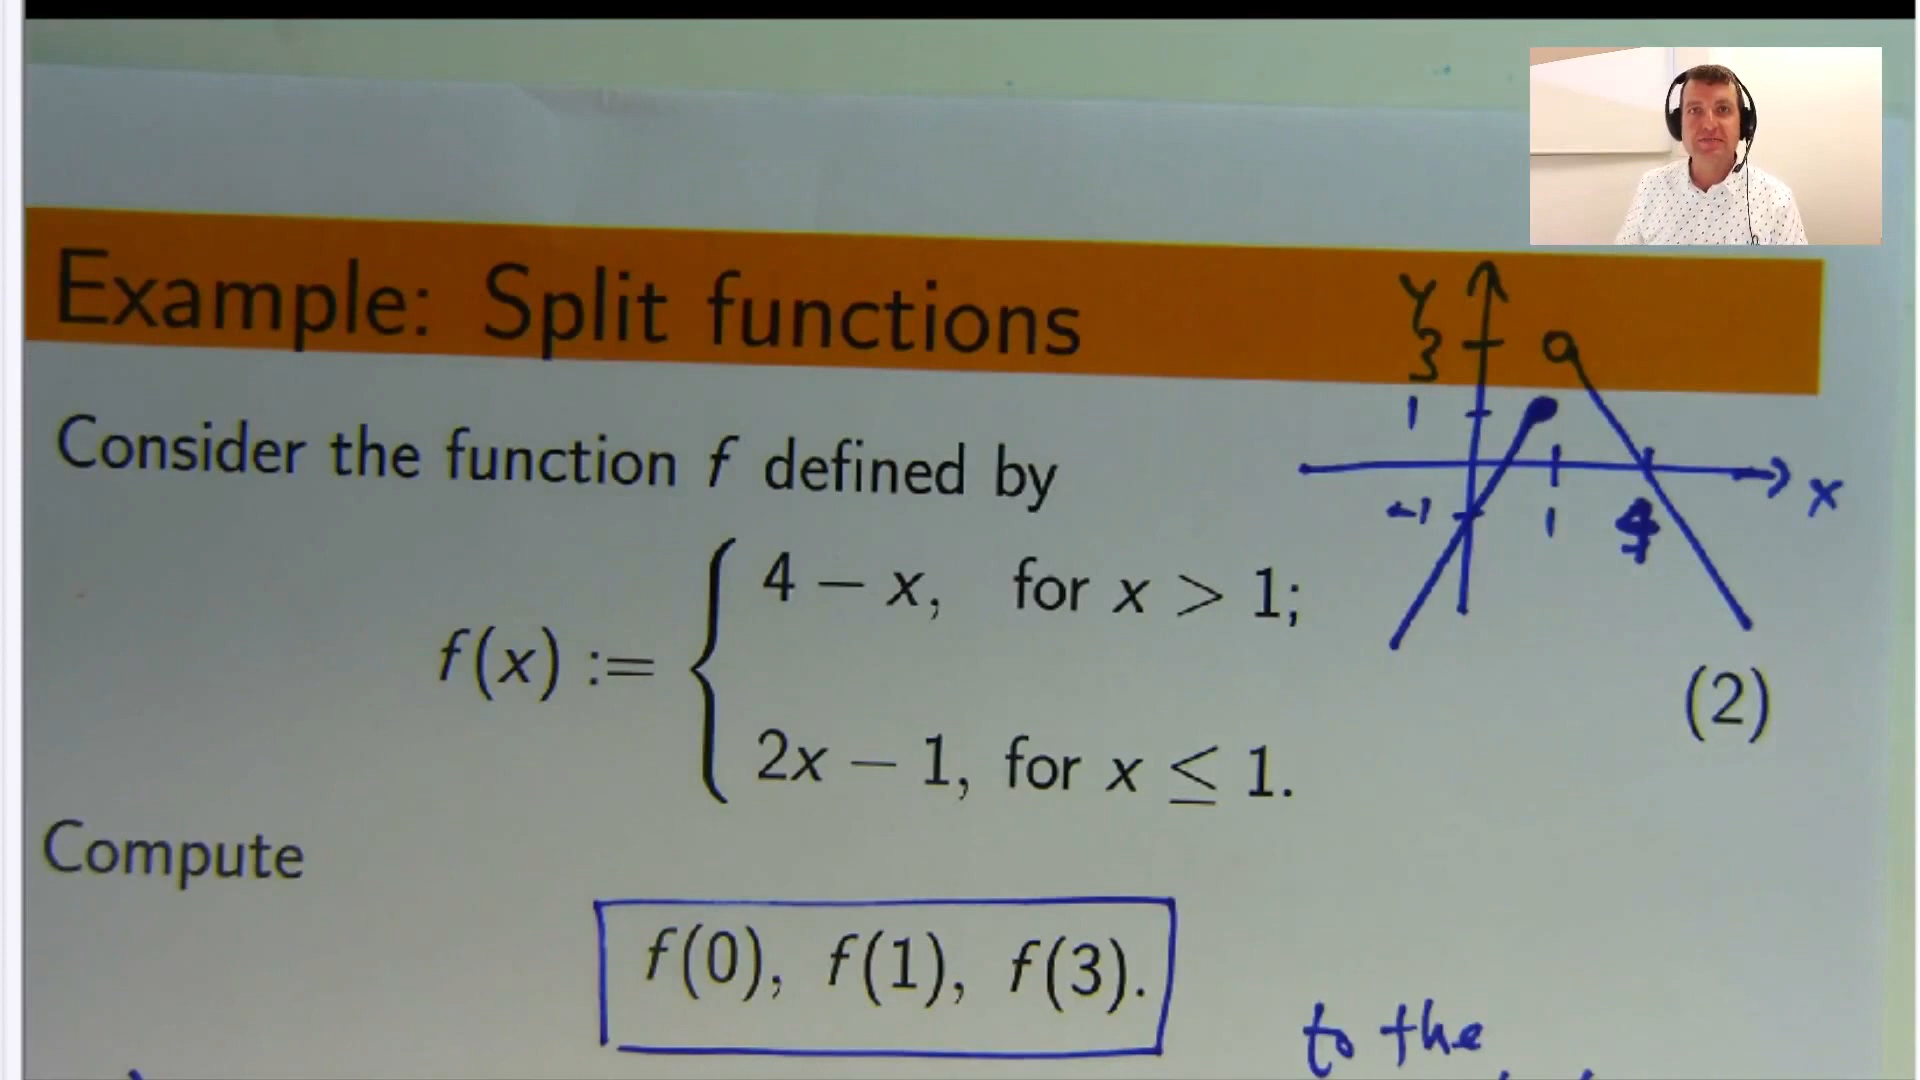 Example: Split functions
Y
3
1
-1
1
4
x
Consider the function f defined by
f(x) := { 4 − x, for x > 1;
2x − 1, for x ≤ 1.
(2)
Compute
f(0), f(1), f(3).
to the